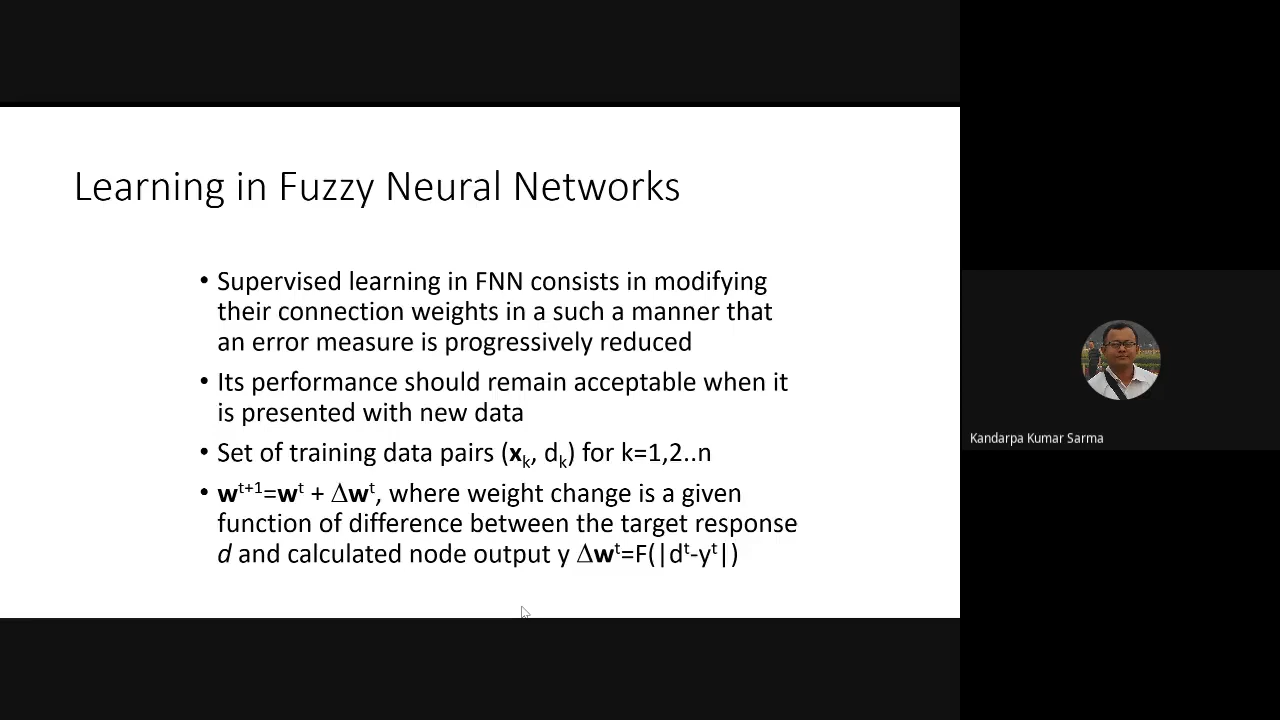 Learning in Fuzzy Neural Networks
• Supervised learning in FNN consists in modifying
their connection weights in a such a manner that
an error measure is progressively reduced
• Its performance should remain acceptable when it
is presented with new data
• Set of training data pairs (xₖ, dₖ) for k=1,2..n
• wᵗ⁺¹=wᵗ + Δwᵗ, where weight change is a given
function of difference between the target response
d and calculated node output y Δwᵗ=F(|dᵗ-yᵗ|)
Kandarpa Kumar Sarma